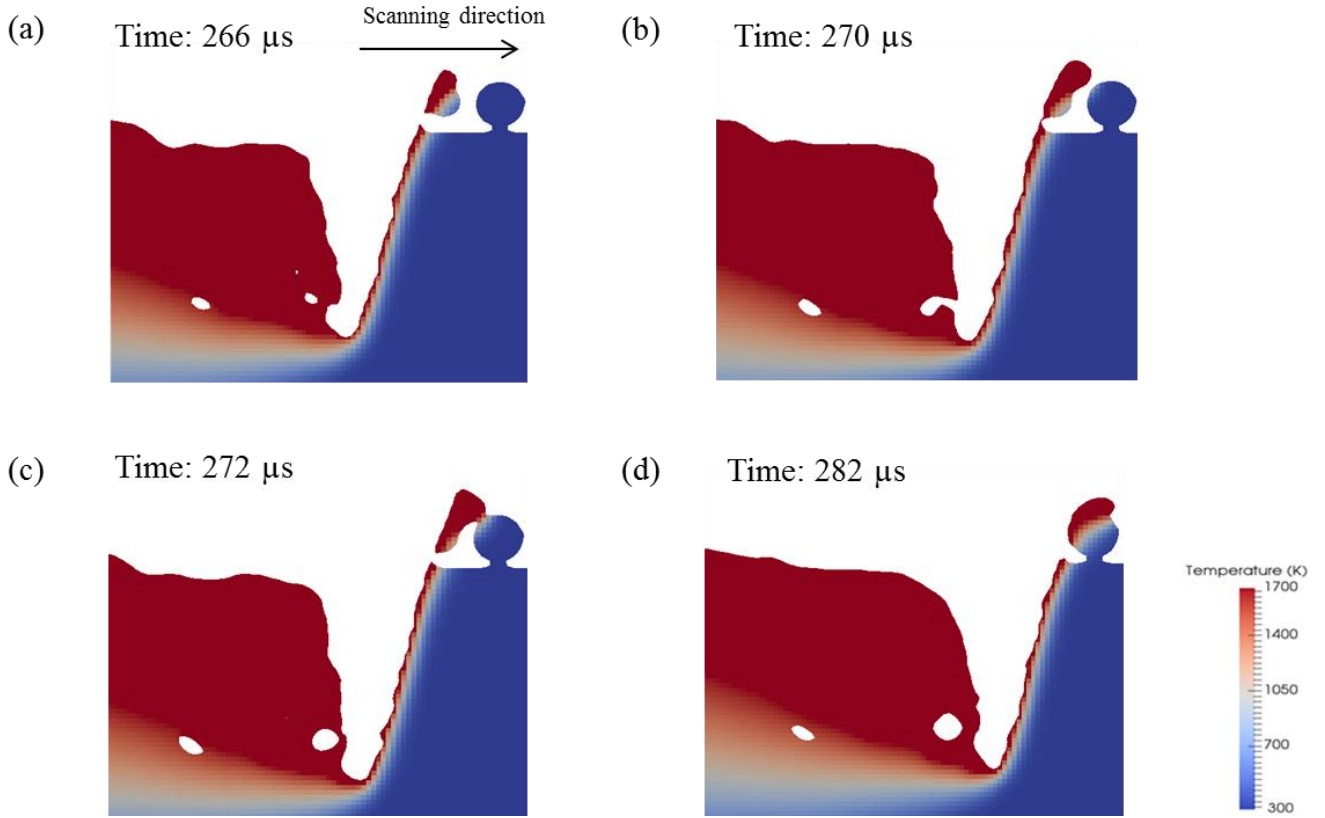 (a)
Time: 266 µs
Scanning direction
(b)
Time: 270 µs
(c)
Time: 272 µs
(d)
Time: 282 µs
Temperature (K)
1700
1400
1050
700
300